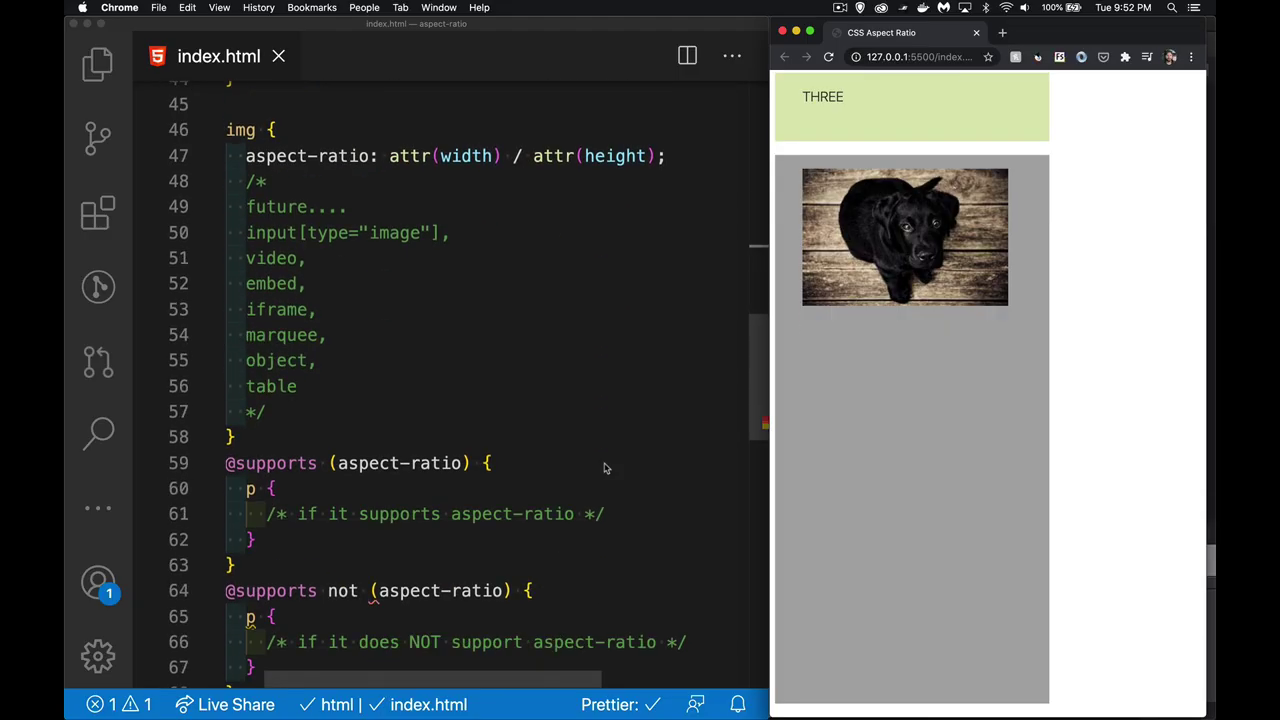 Chrome File Edit View History Bookmarks People Tab Window Help
100% Tue 9:52 PM
index.html — aspect-ratio
index.html
CSS Aspect Ratio
127.0.0.1:5500/index....
45
46 img {
47 aspect-ratio: attr(width) / attr(height);
48 /*
49 future....
50 input[type="image"],
51 video,
52 embed,
53 iframe,
54 marquee,
55 object,
56 table
57 */
58 }
59 @supports (aspect-ratio) {
60 p {
61 /* if it supports aspect-ratio */
62 }
63 }
64 @supports not (aspect-ratio) {
65 p {
66 /* if it does NOT support aspect-ratio */
67 }
THREE
1
1 1 Live Share html | index.html Prettier: